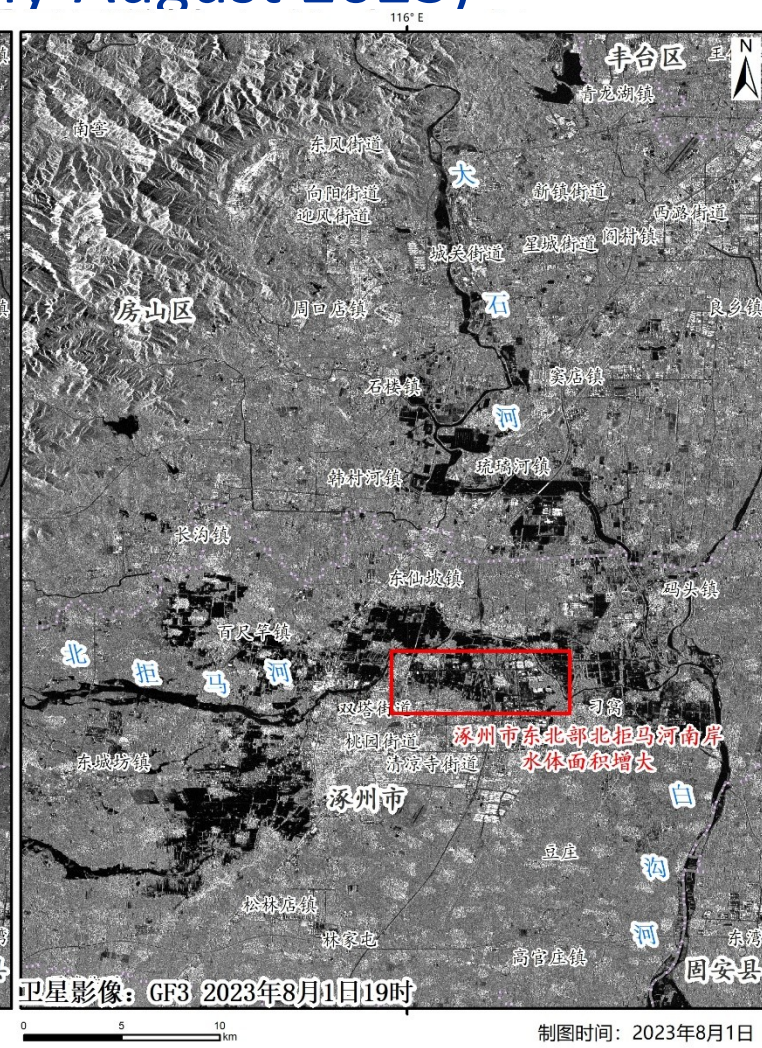 August 2023)
116° E
N
丰台区
青龙湖镇
南窖
东风街道
大
向阳街道
新镇街道
迎风街道
西潞街道
城关街道
星城街道
闫村镇
房山区
周口店镇
石
良乡镇
石楼镇
窦店镇
河
琉璃河镇
韩村河镇
长沟镇
东仙坡镇
码头镇
百尺竿镇
北 拒 马 河
双塔街道
刁窝
桃园街道
涿州市东北部北拒马河南岸
水体面积增大
东城坊镇
清凉寺街道
涿州市
白
豆庄
沟
松林店镇
河
林家屯
东湾
高官庄镇
固安县
卫星影像：GF3 2023年8月1日19时
0 5 10
km
制图时间：2023年8月1日